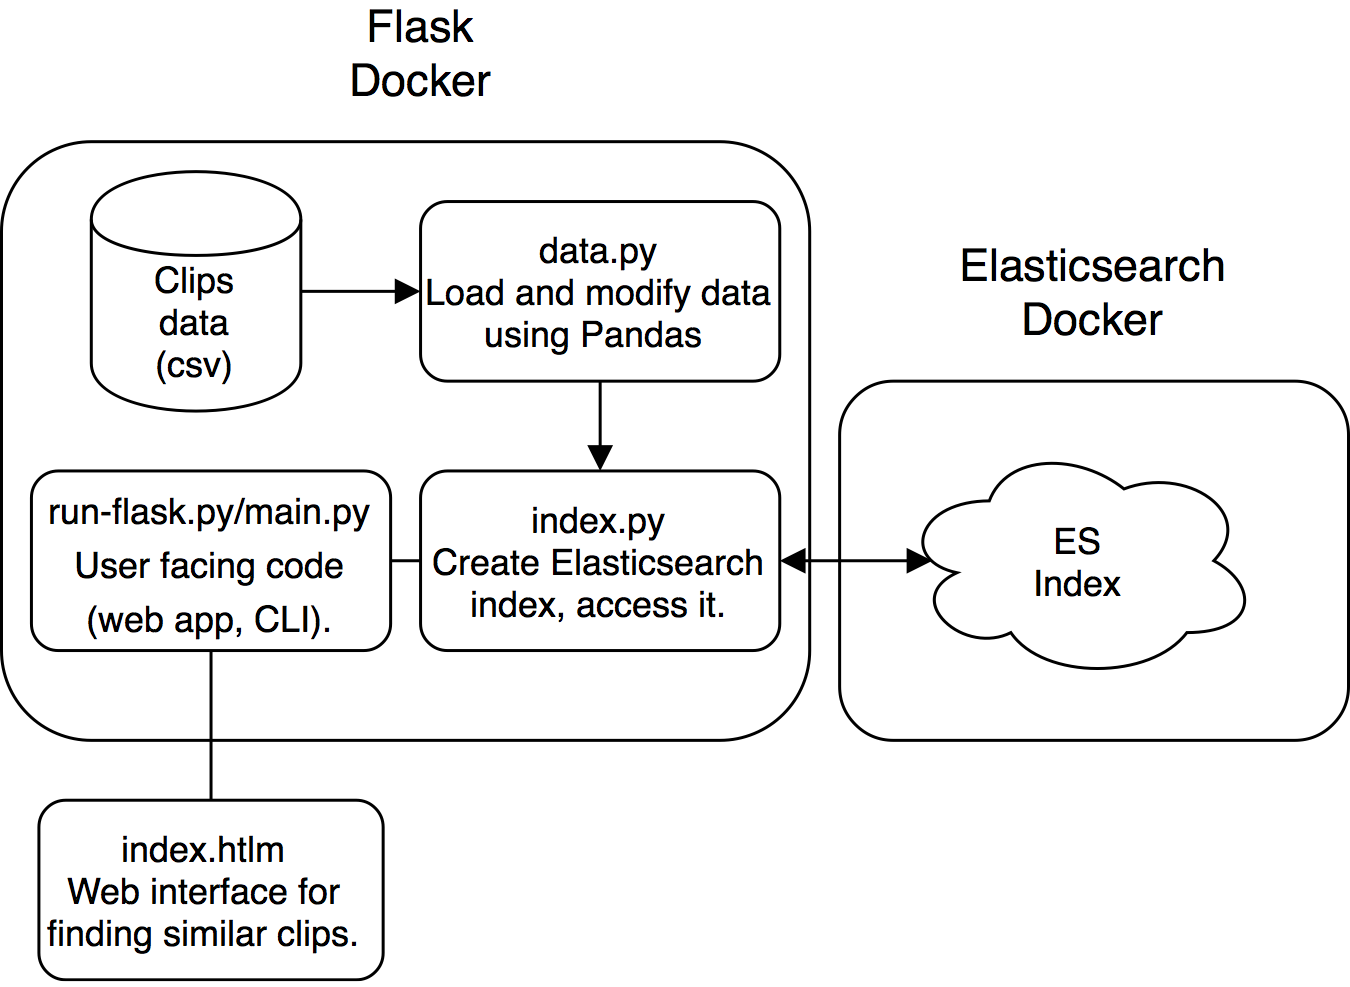 Flask
Docker
Clips
data
(csv)
data.py
Load and modify data
using Pandas
Elasticsearch
Docker
run-flask.py/main.py
User facing code
(web app, CLI).
index.py
Create Elasticsearch
index, access it.
ES
Index
index.htlm
Web interface for
finding similar clips.